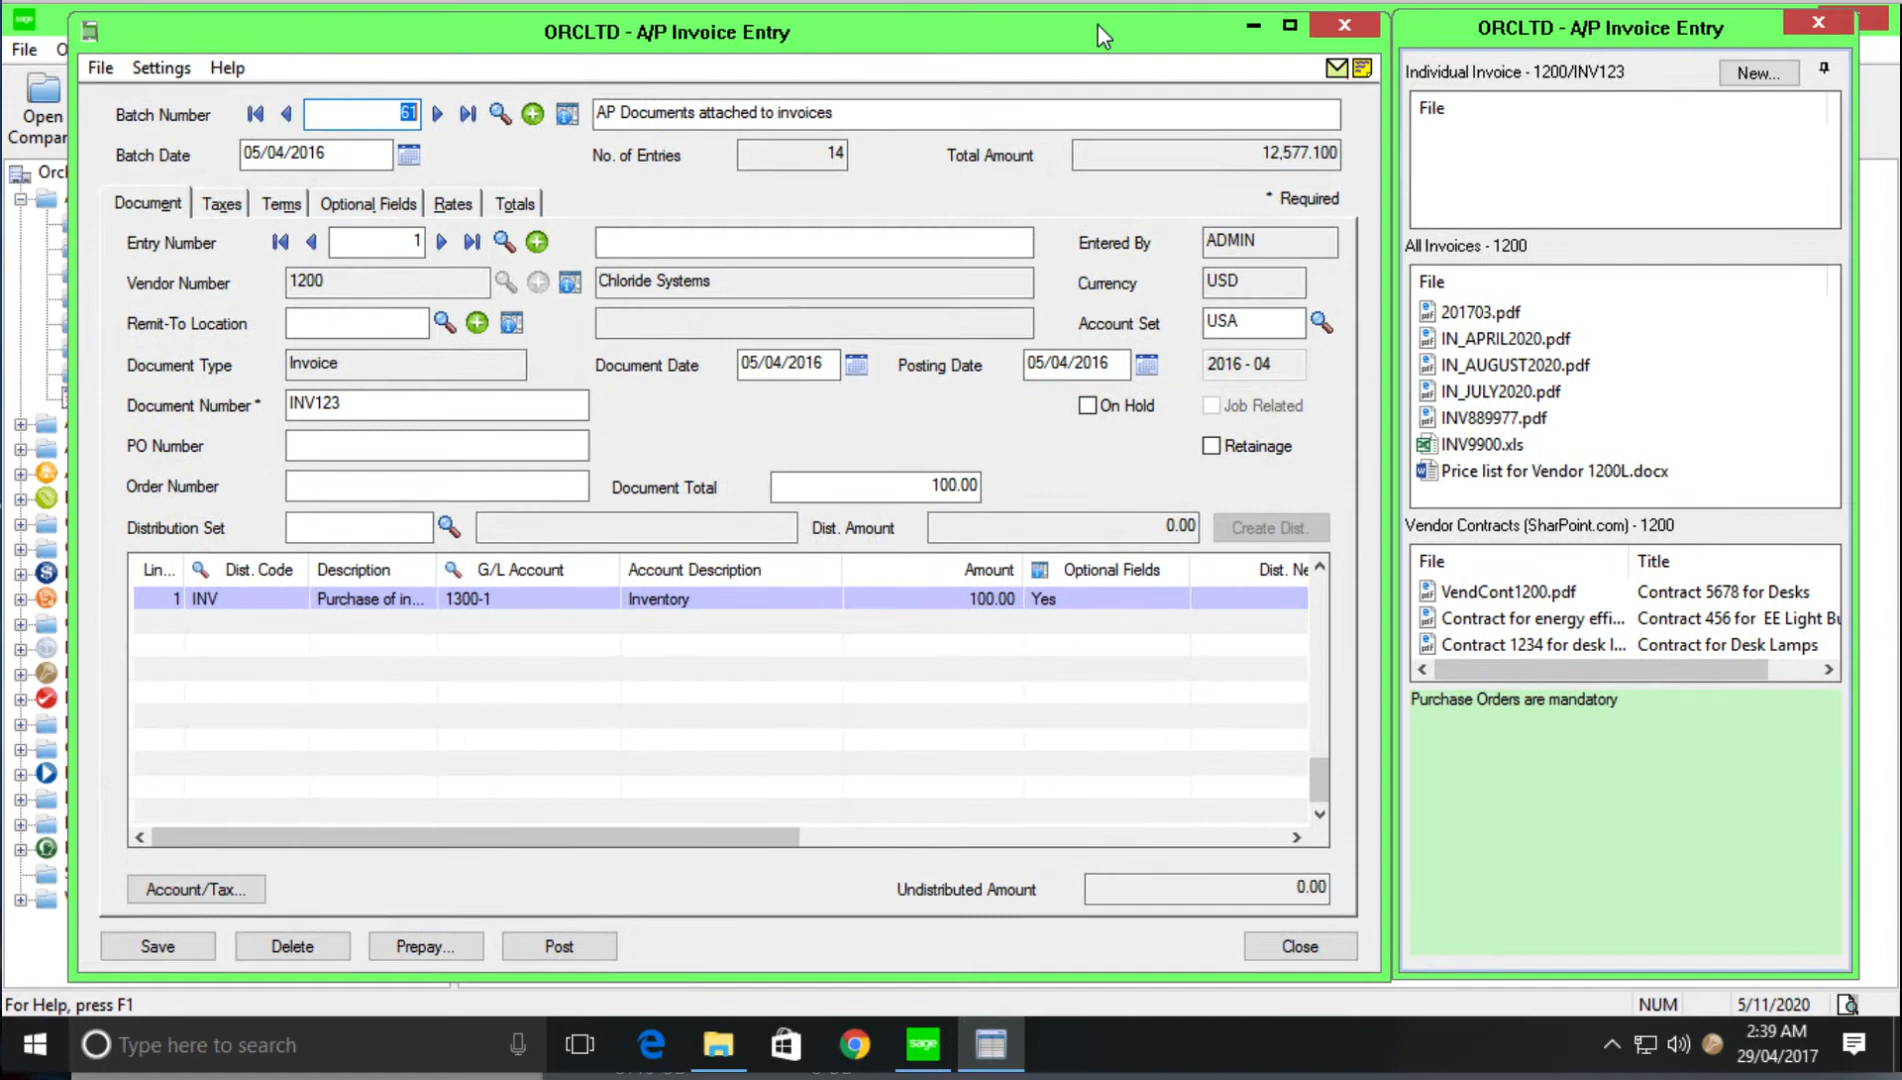 sage
ORCLTD - A/P Invoice Entry
File
Settings
Help
Open
Batch Number
61
AP Documents attached to invoices
Batch Date
05/04/2016
No. of Entries
14
Total Amount
12,577.100
Document
Taxes
Terms
Optional Fields
Rates
Totals
* Required
Entry Number
1
Entered By
ADMIN
Vendor Number
1200
Chloride Systems
Currency
USD
Remit-To Location
Account Set
USA
Document Type
Invoice
Document Date
05/04/2016
Posting Date
05/04/2016
2016 - 04
Document Number *
INV123
On Hold
Job Related
PO Number
Retainage
Order Number
Document Total
100.00
Distribution Set
Dist. Amount
0.00
Create Dist.
Lin...
Dist. Code
Description
G/L Account
Account Description
Amount
Optional Fields
Dist. Ne
1
INV
Purchase of in...
1300-1
Inventory
100.00
Yes
Account/Tax...
Undistributed Amount
0.00
Save
Delete
Prepay...
Post
Close
ORCLTD - A/P Invoice Entry
Individual Invoice - 1200/INV123
New...
File
All Invoices - 1200
File
201703.pdf
IN_APRIL2020.pdf
IN_AUGUST2020.pdf
IN_JULY2020.pdf
INV889977.pdf
INV9900.xls
Price list for Vendor 1200L.docx
Vendor Contracts (SharPoint.com) - 1200
File
Title
VendCont1200.pdf
Contract 5678 for Desks
Contract for energy effi...
Contract 456 for EE Light Bu
Contract 1234 for desk l...
Contract for Desk Lamps
Purchase Orders are mandatory
File
For Help, press F1
NUM
5/11/2020
Type here to search
sage
2:39 AM
29/04/2017